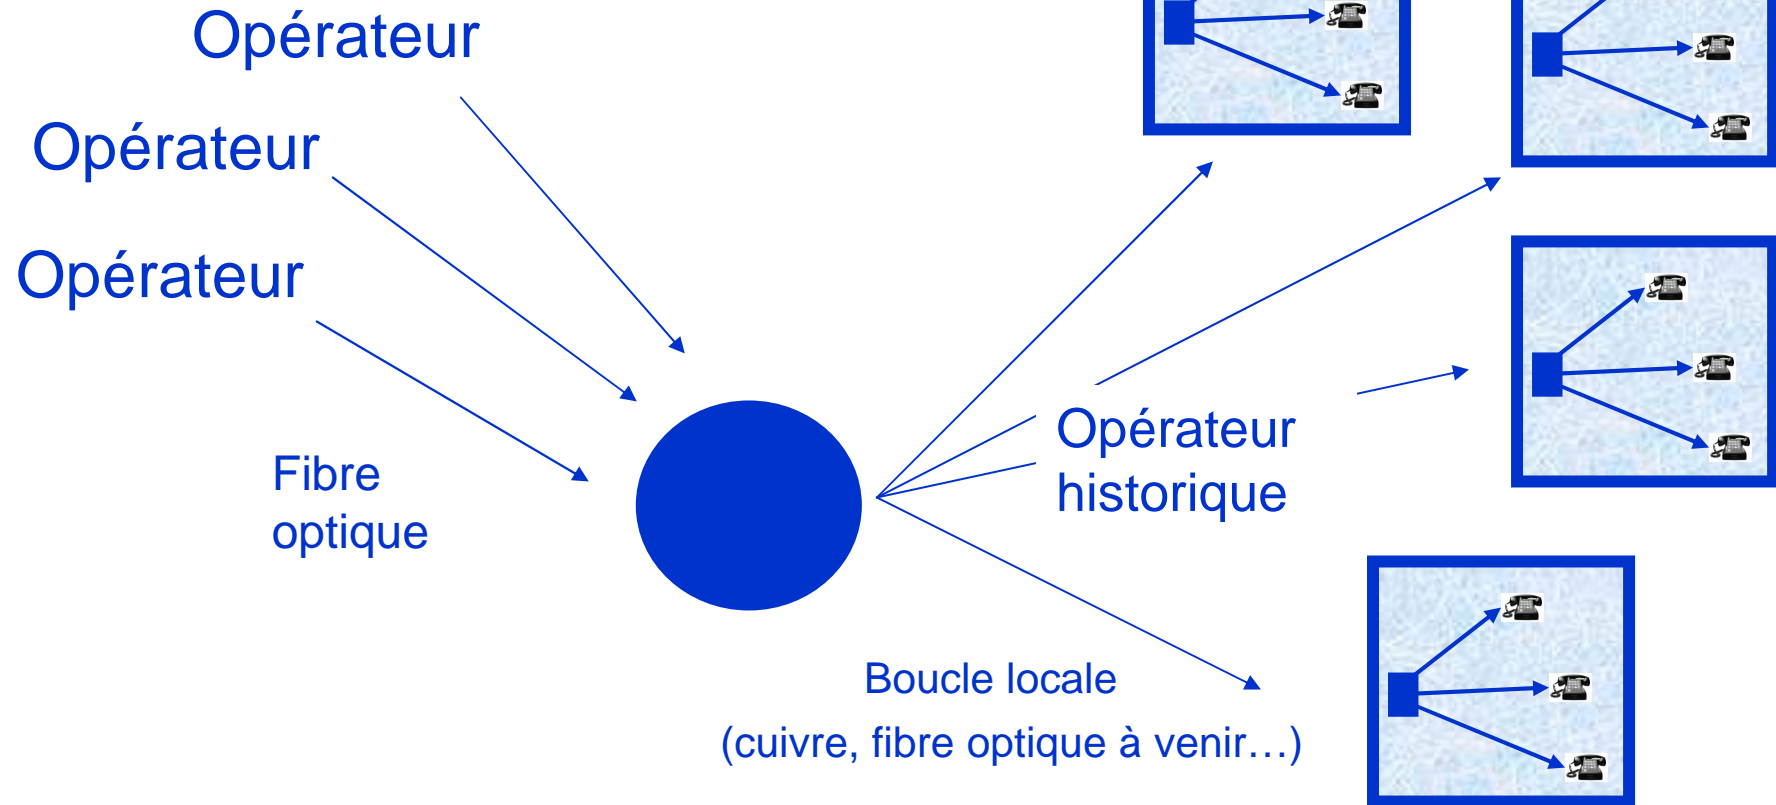 Opérateur
Opérateur
Opérateur
Fibre
optique
Opérateur
historique
Boucle locale
(cuivre, fibre optique à venir…)